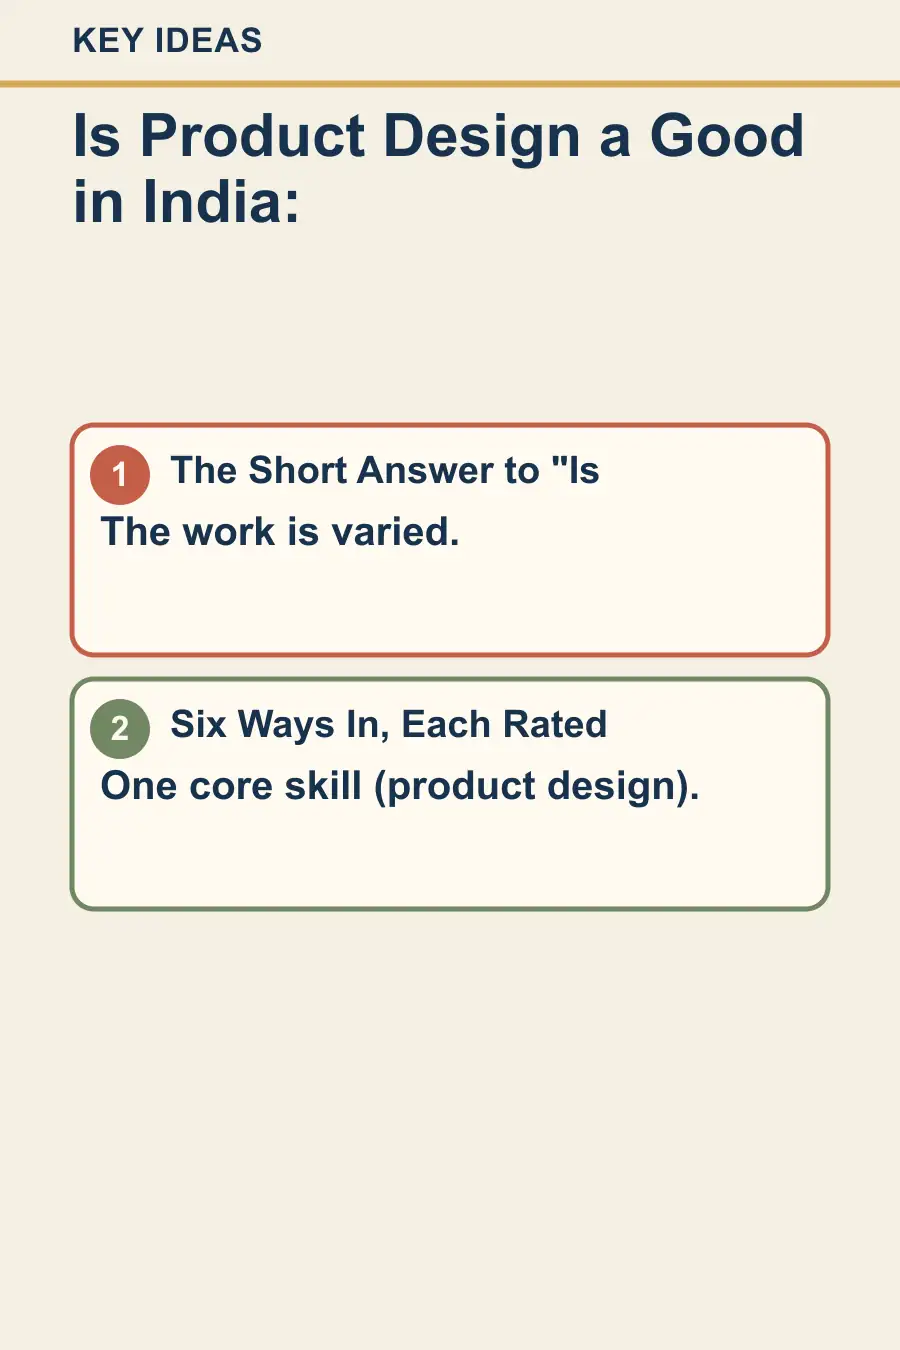 KEY IDEAS
Is Product Design a Good
in India:
1 The Short Answer to "Is
The work is varied.
2 Six Ways In, Each Rated
One core skill (product design).